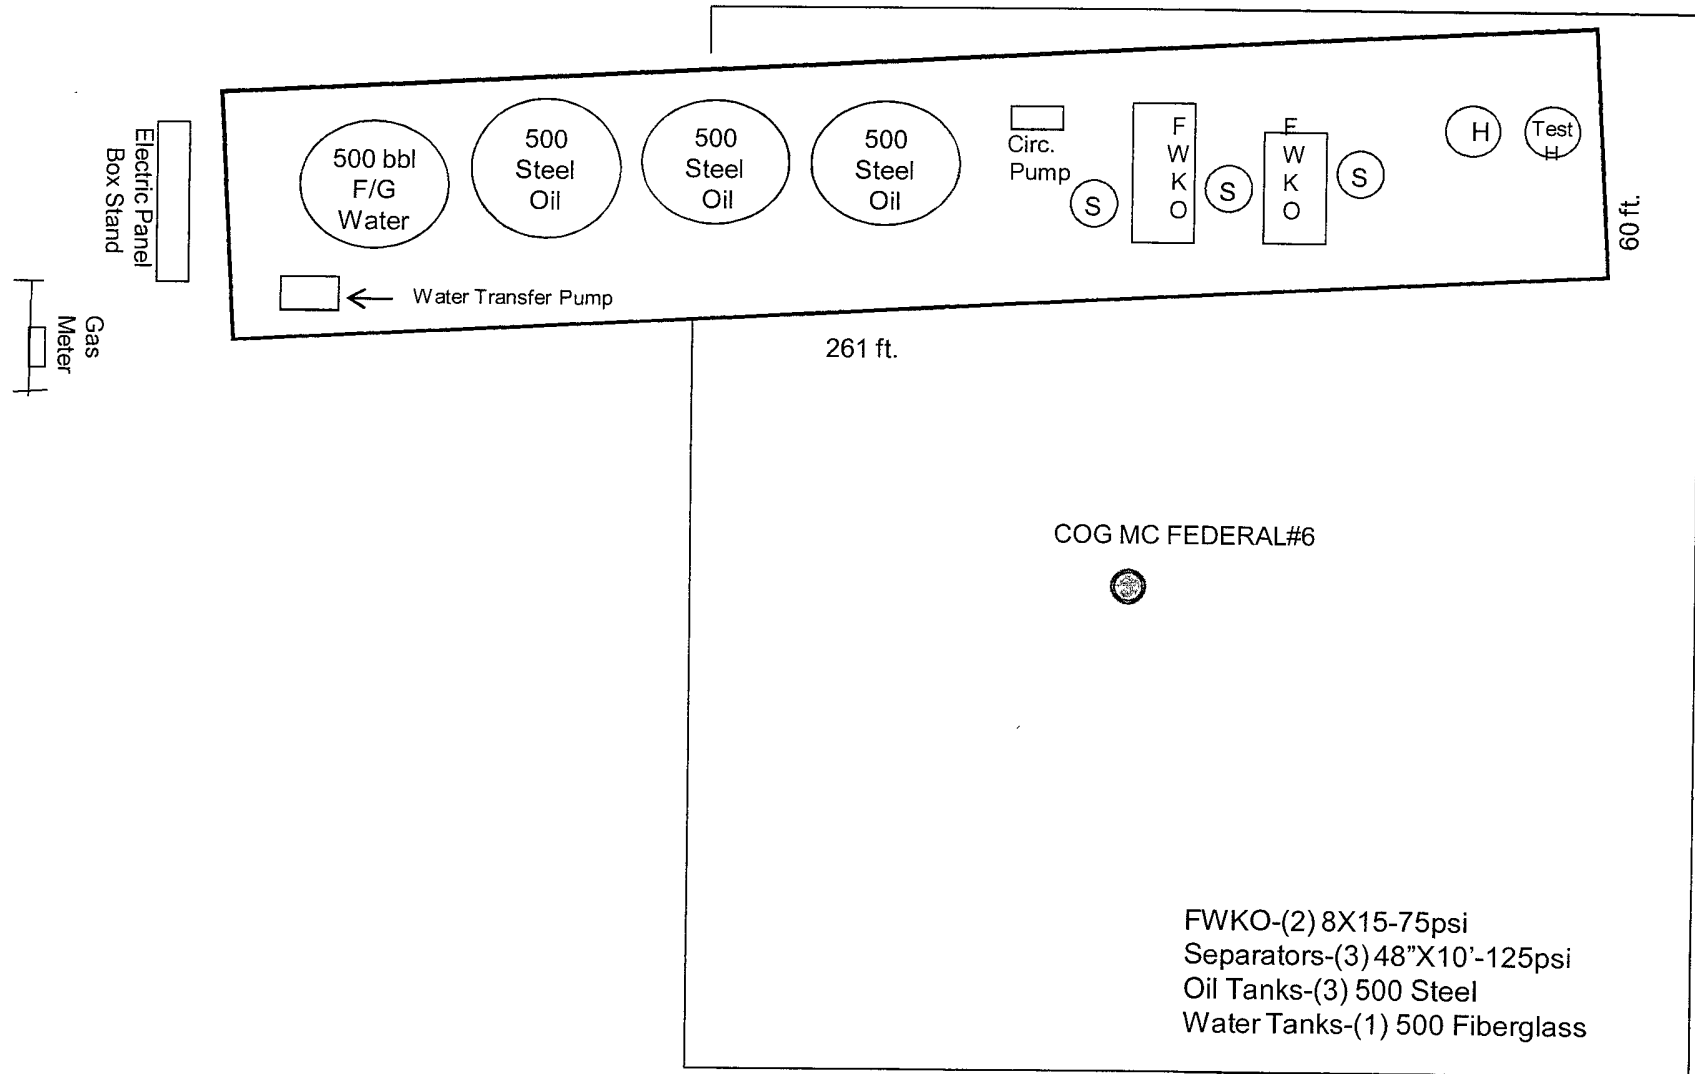 Electric Panel
Box Stand
Gas
Meter
500 bbl
F/G
Water
500
Steel
Oil
500
Steel
Oil
500
Steel
Oil
Circ.
Pump
S
F
W
K
O
S
F
W
K
O
S
H
Test
H
60 ft.
Water Transfer Pump
261 ft.
COG MC FEDERAL#6
FWKO-(2) 8X15-75psi
Separators-(3) 48"X10'-125psi
Oil Tanks-(3) 500 Steel
Water Tanks-(1) 500 Fiberglass